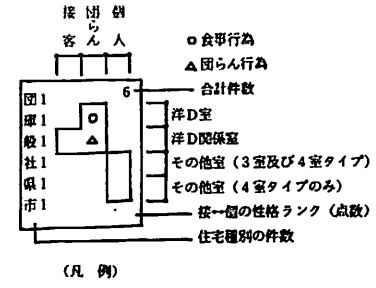 接客
団らん
個人
食事行為
団らん行為
6
合計件数
団1
単1
般1
社1
県1
市1
洋D室
洋D関係室
その他室(3室及び4室タイプ)
その他室(4室タイプのみ)
接一個の性格ランク(点数)
住宅種別の件数
(凡 例)